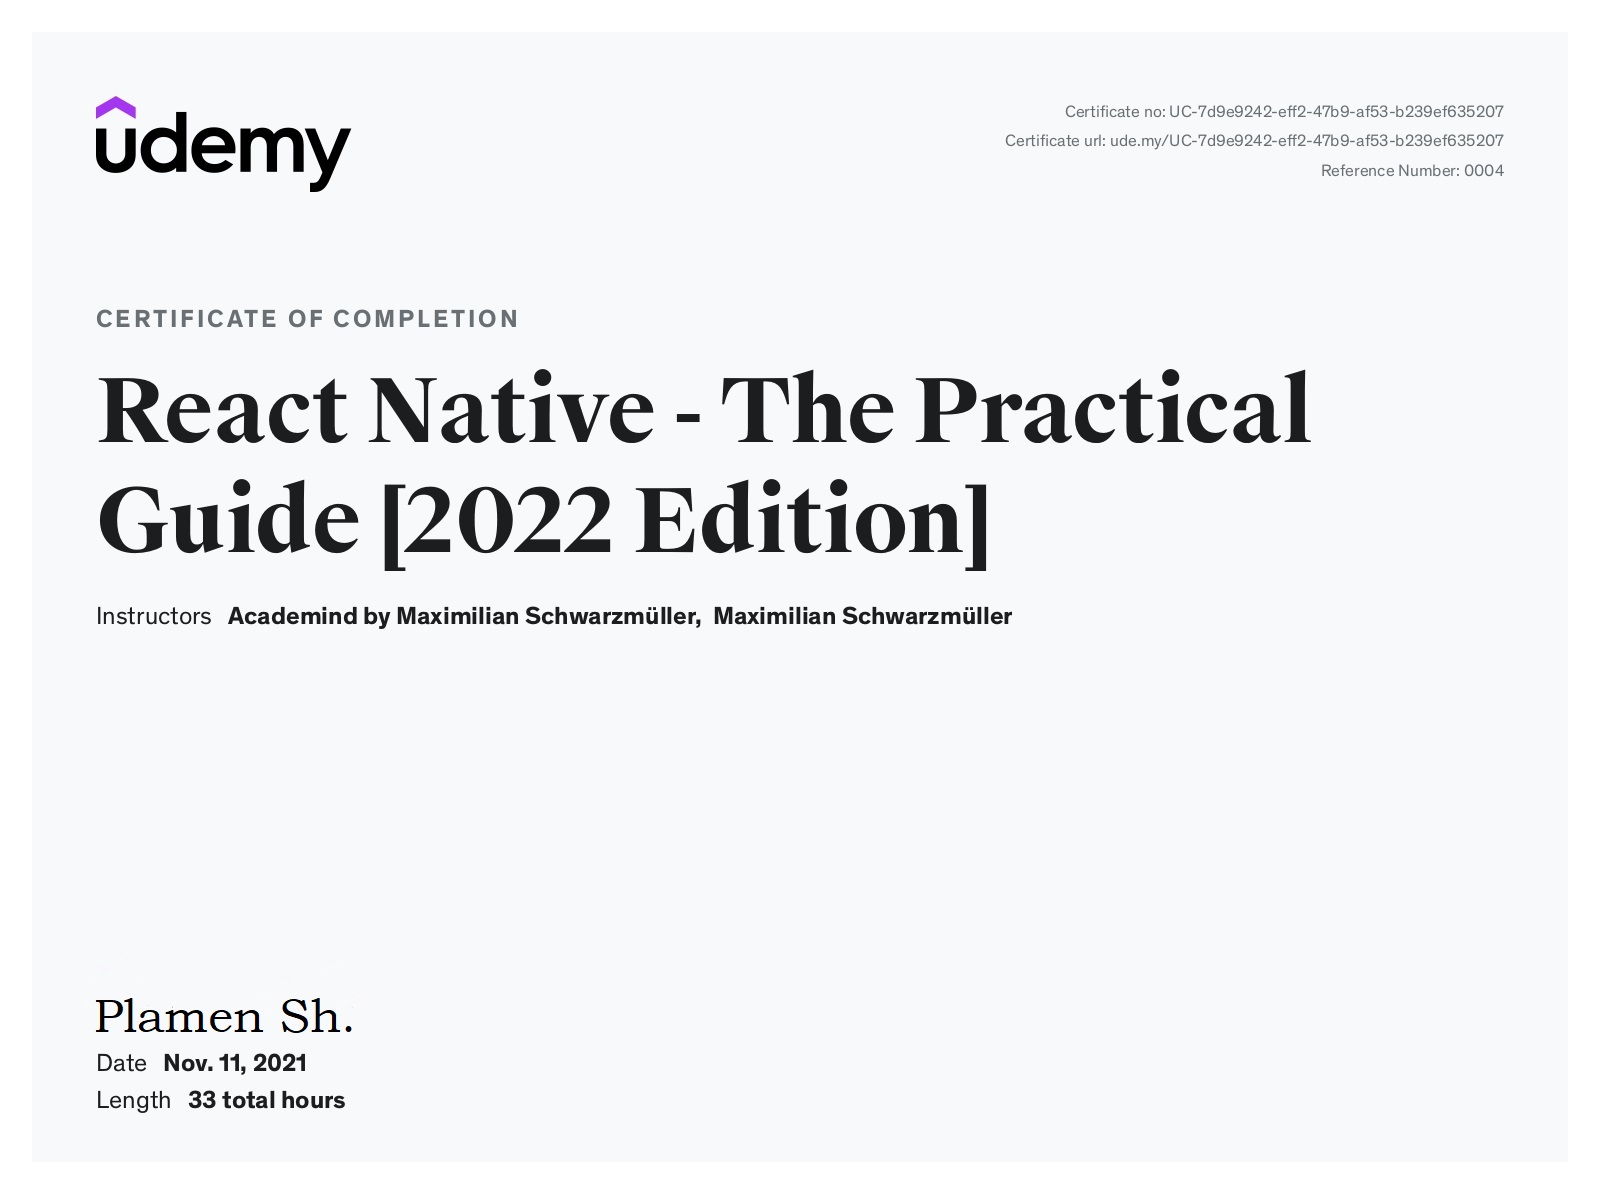 udemy
Certificate no: UC-7d9e9242-eff2-47b9-af53-b239ef635207
Certificate url: ude.my/UC-7d9e9242-eff2-47b9-af53-b239ef635207
Reference Number: 0004
CERTIFICATE OF COMPLETION
React Native - The Practical
Guide [2022 Edition]
Instructors Academind by Maximilian Schwarzmüller, Maximilian Schwarzmüller
Plamen Sh.
Date Nov. 11, 2021
Length 33 total hours